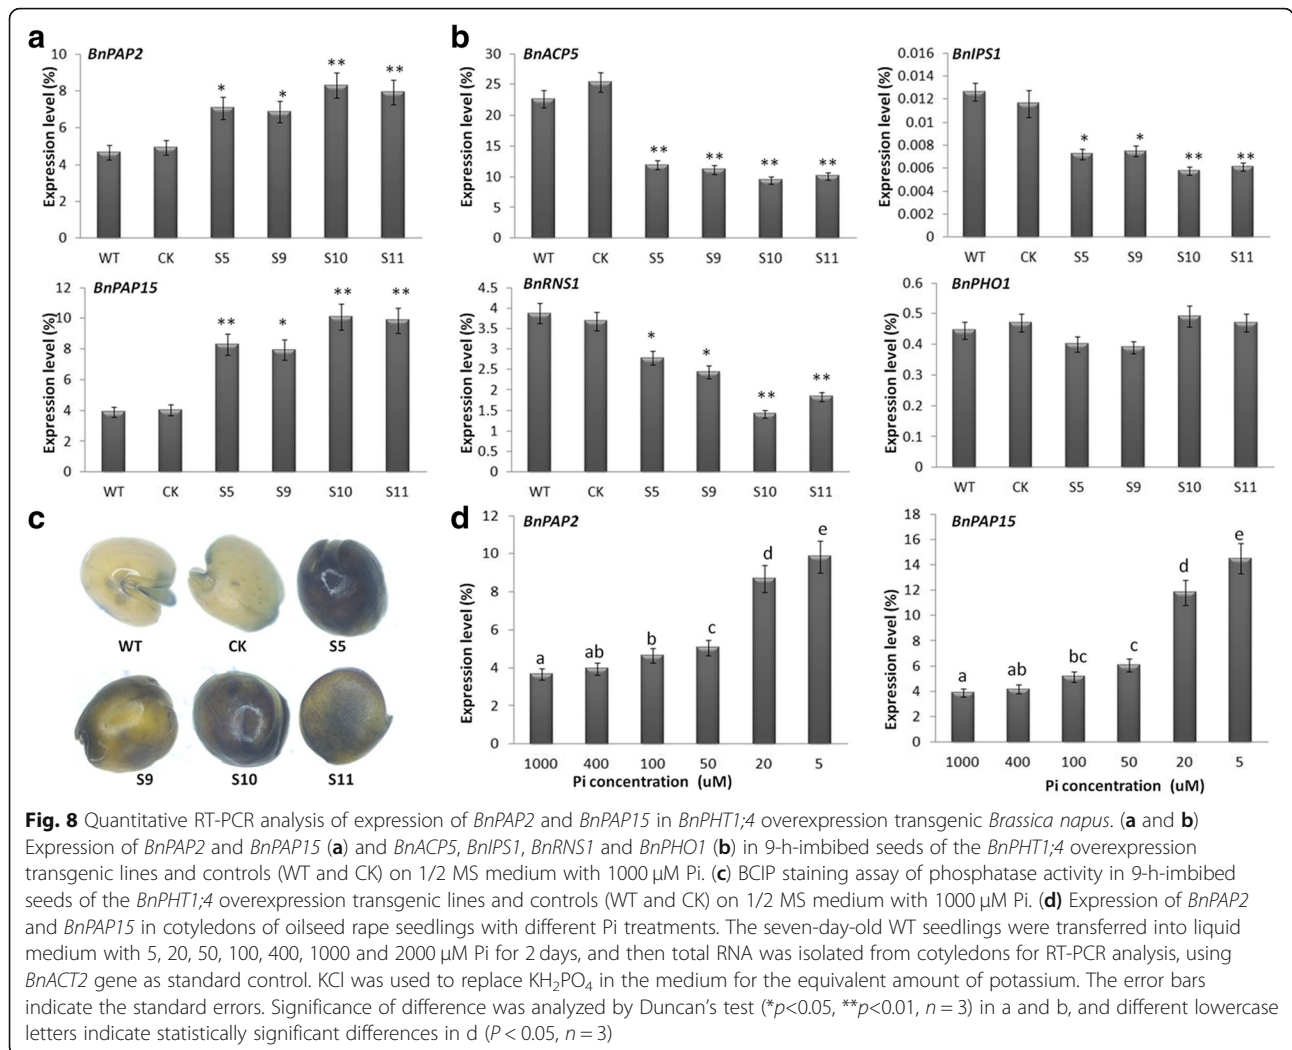 a
BnPAP2
Expression level (%)
10
8
6
4
2
0
* * ** **
WT CK S5 S9 S10 S11
BnPAP15
Expression level (%)
12
10
8
6
4
2
0
** * ** **
WT CK S5 S9 S10 S11
b
BnACP5
Expression level (%)
30
25
20
15
10
5
0
** ** ** **
WT CK S5 S9 S10 S11
BnIPS1
Expression level (%)
0.016
0.014
0.012
0.01
0.008
0.006
0.004
0.002
0
* * ** **
WT CK S5 S9 S10 S11
BnRNS1
Expression level (%)
4.5
4
3.5
3
2.5
2
1.5
1
0.5
0
* * ** **
WT CK S5 S9 S10 S11
BnPHO1
Expression level (%)
0.6
0.5
0.4
0.3
0.2
0.1
0
WT CK S5 S9 S10 S11
c
WT CK S5
S9 S10 S11
d
BnPAP2
Expression level (%)
12
10
8
6
4
2
0
a ab b c d e
1000 400 100 50 20 5
Pi concentration (uM)
BnPAP15
Expression level (%)
18
16
14
12
10
8
6
4
2
0
a ab bc c d e
1000 400 100 50 20 5
Pi concentration (uM)
Fig. 8 Quantitative RT-PCR analysis of expression of BnPAP2 and BnPAP15 in BnPHT1;4 overexpression transgenic Brassica napus. (a and b)
Expression of BnPAP2 and BnPAP15 (a) and BnACP5, BnIPS1, BnRNS1 and BnPHO1 (b) in 9-h-imbibed seeds of the BnPHT1;4 overexpression
transgenic lines and controls (WT and CK) on 1/2 MS medium with 1000 μM Pi. (c) BCIP staining assay of phosphatase activity in 9-h-imbibed
seeds of the BnPHT1;4 overexpression transgenic lines and controls (WT and CK) on 1/2 MS medium with 1000 μM Pi. (d) Expression of BnPAP2
and BnPAP15 in cotyledons of oilseed rape seedlings with different Pi treatments. The seven-day-old WT seedlings were transferred into liquid
medium with 5, 20, 50, 100, 400, 1000 and 2000 μM Pi for 2 days, and then total RNA was isolated from cotyledons for RT-PCR analysis, using
BnACT2 gene as standard control. KCl was used to replace KH2PO4 in the medium for the equivalent amount of potassium. The error bars
indicate the standard errors. Significance of difference was analyzed by Duncan's test (*p<0.05, **p<0.01, n = 3) in a and b, and different lowercase
letters indicate statistically significant differences in d (P < 0.05, n = 3)